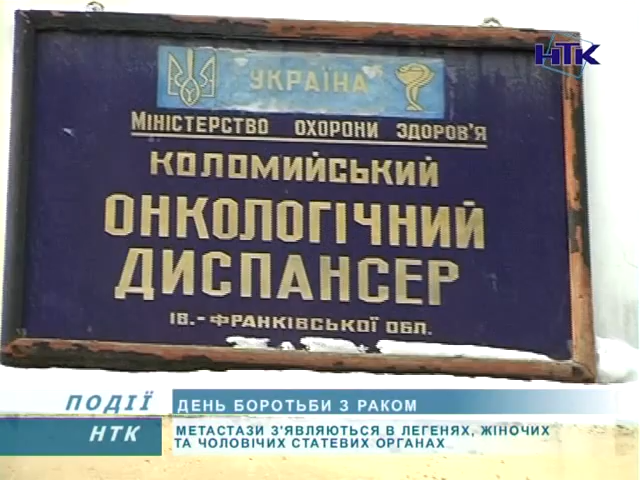 НТК
УКРАЇНА
МІНІСТЕРСТВО ОХОРОНИ ЗДОРОВ'Я
КОЛОМИЙСЬКИЙ
ОНКОЛОГІЧНИЙ
ДИСПАНСЕР
ІВ.-ФРАНКІВСЬКОЇ ОБЛ.
ПОДІЇ
ДЕНЬ БОРОТЬБИ З РАКОМ
НТК
МЕТАСТАЗИ З'ЯВЛЯЮТЬСЯ В ЛЕГЕНЯХ, ЖІНОЧИХ
ТА ЧОЛОВІЧИХ СТАТЕВИХ ОРГАНАХ